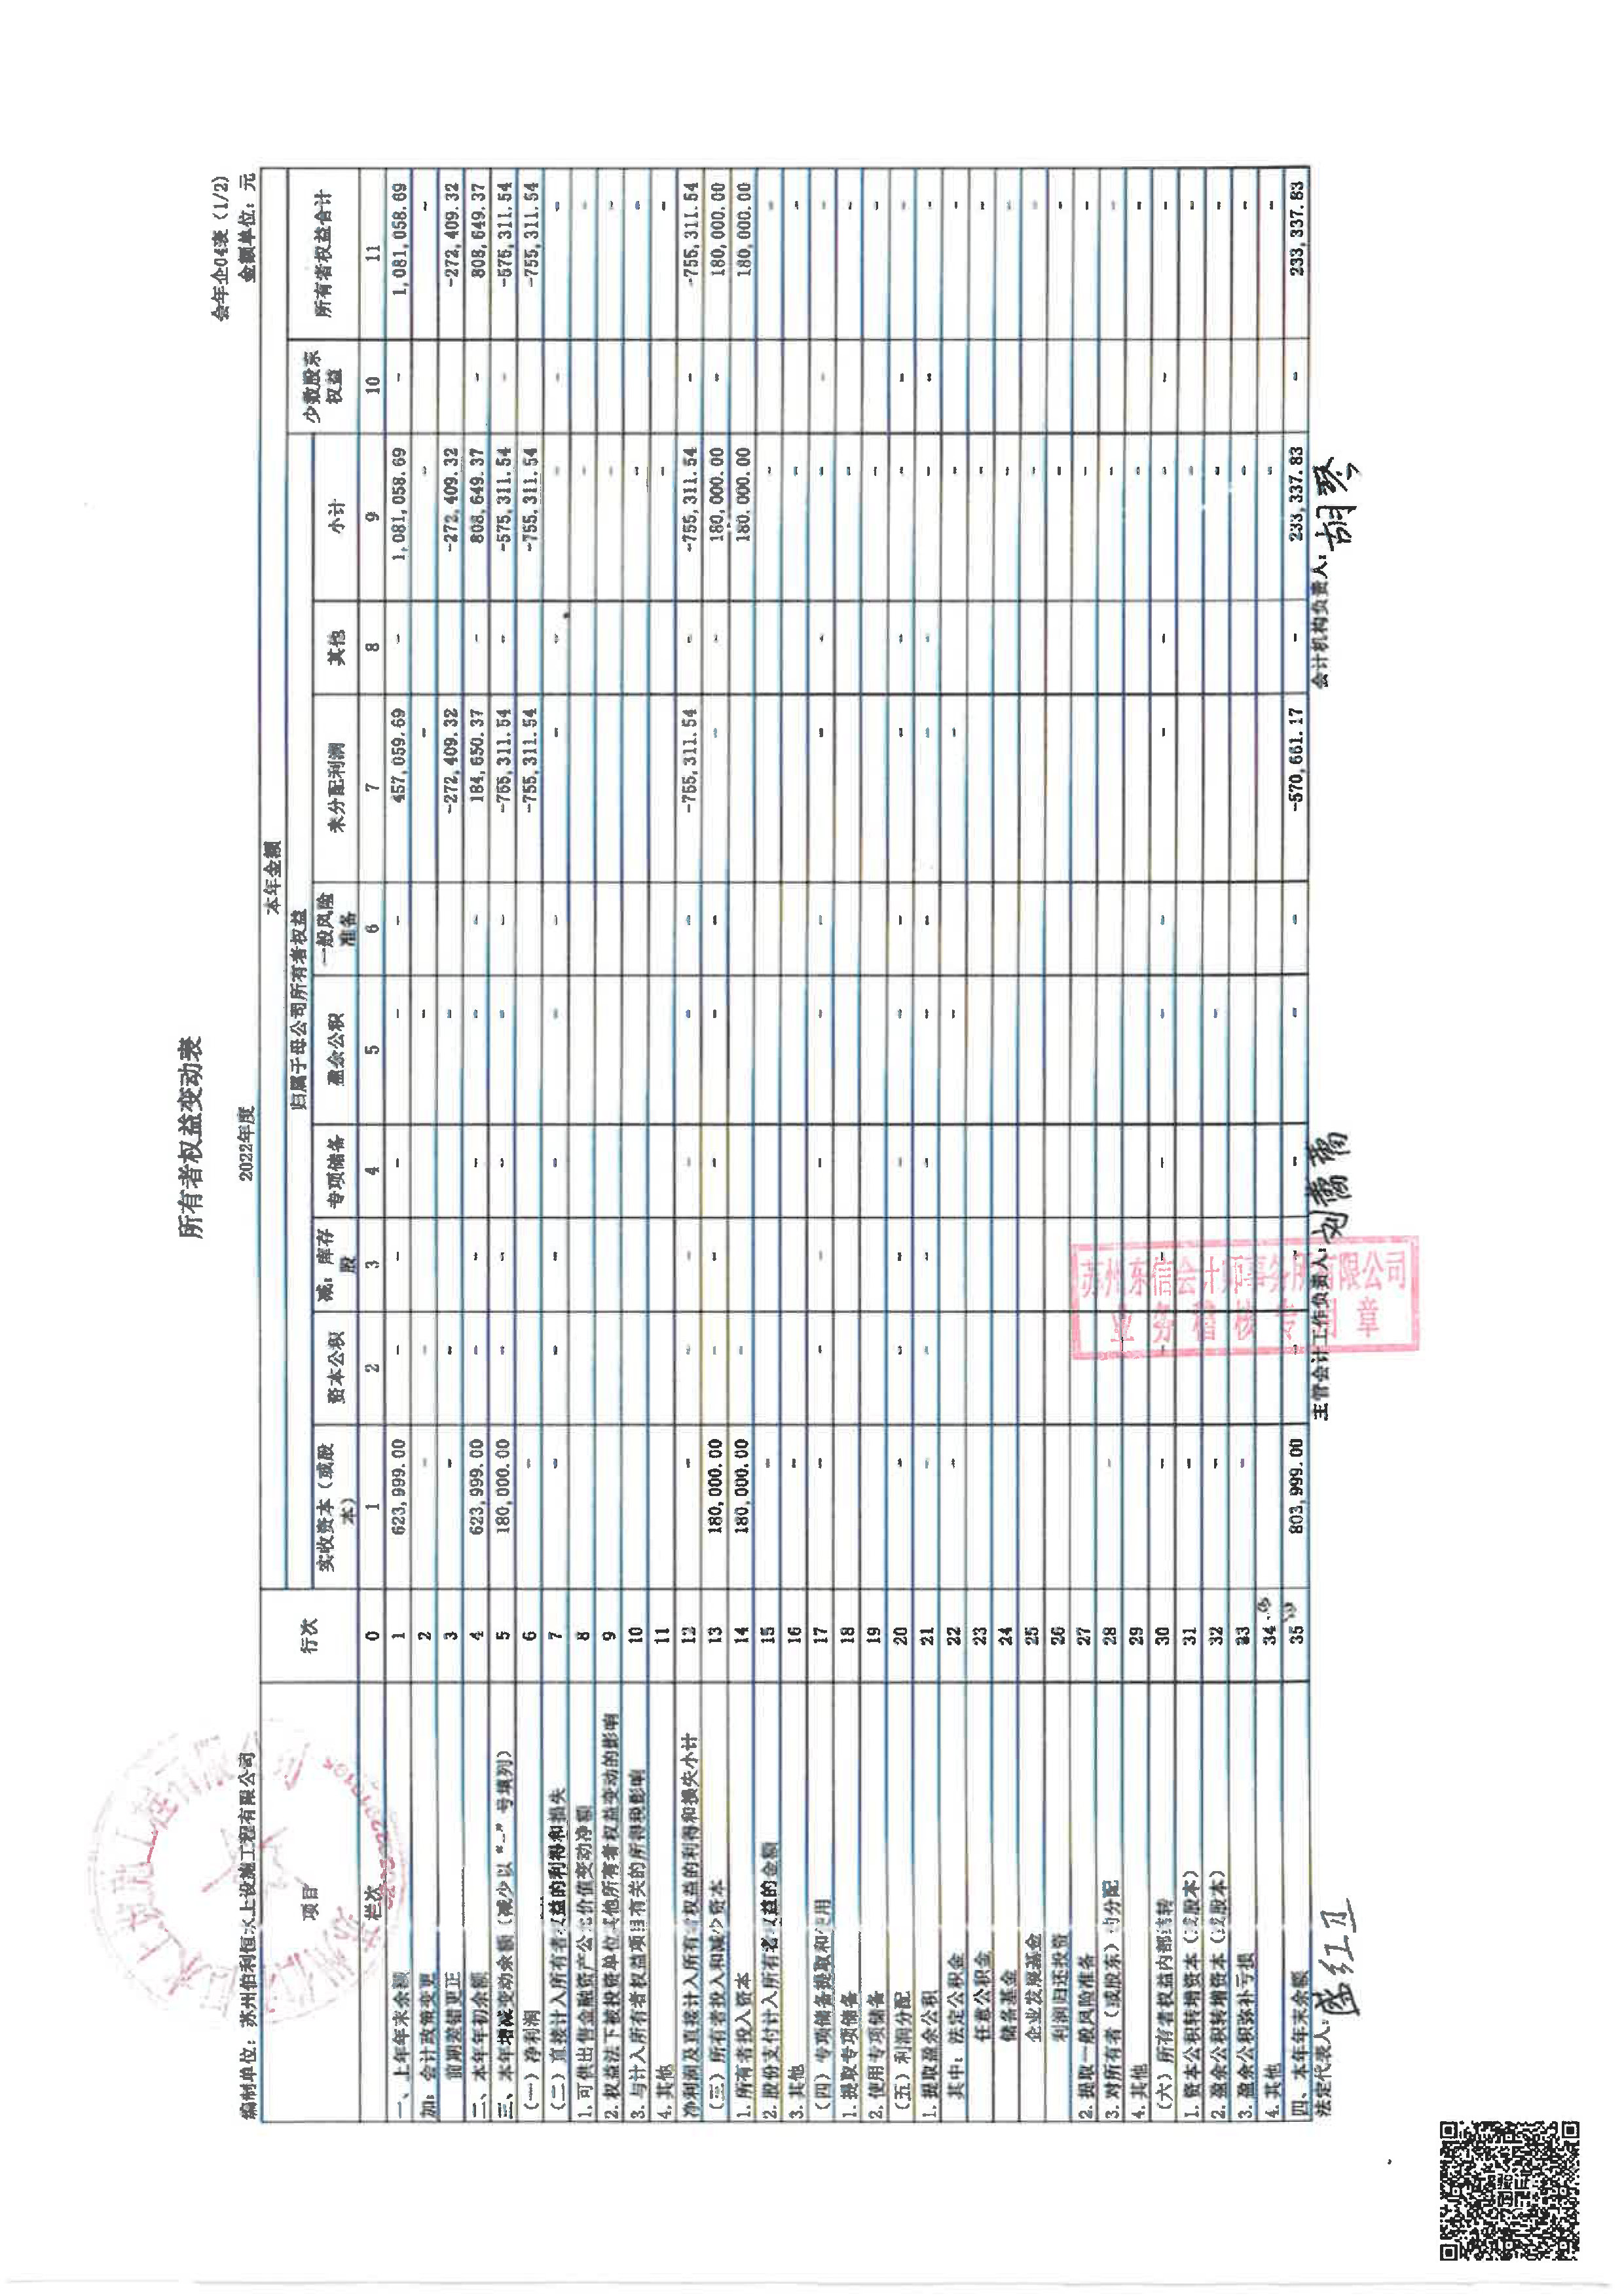 所有者权益变动表
会年企04表（1/2）
编制单位：苏州伯利恒水上设施工程有限公司 2022年度 金额单位：元
项目 行次 本年金额
归属于母公司所有者权益 少数股东权益 所有者权益合计
实收资本（或股本） 资本公积 减：库存股 专项储备 盈余公积 一般风险准备 未分配利润 其他 小计
栏次 0 1 2 3 4 5 6 7 8 9 10 11
一、上年年末余额 1 623,999.00 - - - - - 457,059.69 - 1,081,058.69 - 1,081,058.69
加：会计政策变更 2 - - - - - -
前期差错更正 3 - - - -272,409.32 -272,409.32 -272,409.32
二、本年年初余额 4 623,999.00 - - - - - 184,650.37 - 808,649.37 - 808,649.37
三、本年增减变动余额（减少以“-”号填列） 5 180,000.00 - - - - - -755,311.54 - -575,311.54 - -575,311.54
（一）净利润 6 - -755,311.54 -755,311.54 -755,311.54
（二）直接计入所有者权益的利得和损失 7 - - - - - - - - - - -
1.可供出售金融资产公允价值变动净额 8 - -
2.权益法下被投资单位其他所有者权益变动的影响 9 - -
3.与计入所有者权益项目有关的所得税影响 10 - -
4.其他 11 - -
净利润及直接计入所有者权益的利得和损失小计 12 - - - - - - -755,311.54 - -755,311.54 - -755,311.54
（三）所有者投入和减少资本 13 180,000.00 - - - - - - - 180,000.00 - 180,000.00
1.所有者投入资本 14 180,000.00 - 180,000.00 180,000.00
2.股份支付计入所有者权益的金额 15 - - -
3.其他 16 - - -
（四）专项储备提取和使用 17 - - - - - - - - - - -
1.提取专项储备 18 - -
2.使用专项储备 19 - -
（五）利润分配 20 - - - - - - - - - - -
1.提取盈余公积 21 - - - - - - - - - - -
其中：法定公积金 22 - - - - -
任意公积金 23 - -
储备基金 24 - -
企业发展基金 25 - -
利润归还投资 26 - -
2.提取一般风险准备 27 - -
3.对所有者（或股东）的分配 28 - - -
4.其他 29 - -
（六）所有者权益内部结转 30 - - - - - - - - - - -
1.资本公积转增资本（或股本） 31 - - -
2.盈余公积转增资本（或股本） 32 - - - -
3.盈余公积弥补亏损 33 - - -
4.其他 34 - -
四、本年年末余额 35 803,999.00 - - - - - -570,661.17 - 233,337.83 - 233,337.83
法定代表人：盛红卫 主管会计工作负责人： 会计机构负责人：胡琴
苏州东信会计师事务所有限公司
业务稽核专用章